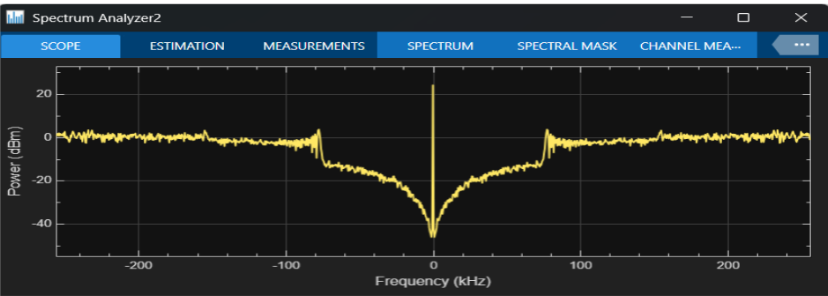 Spectrum Analyzer2
SCOPE ESTIMATION MEASUREMENTS SPECTRUM SPECTRAL MASK CHANNEL MEA...
20
0
-20
-40
Power (dBm)
-200 -100 0 100 200
Frequency (kHz)